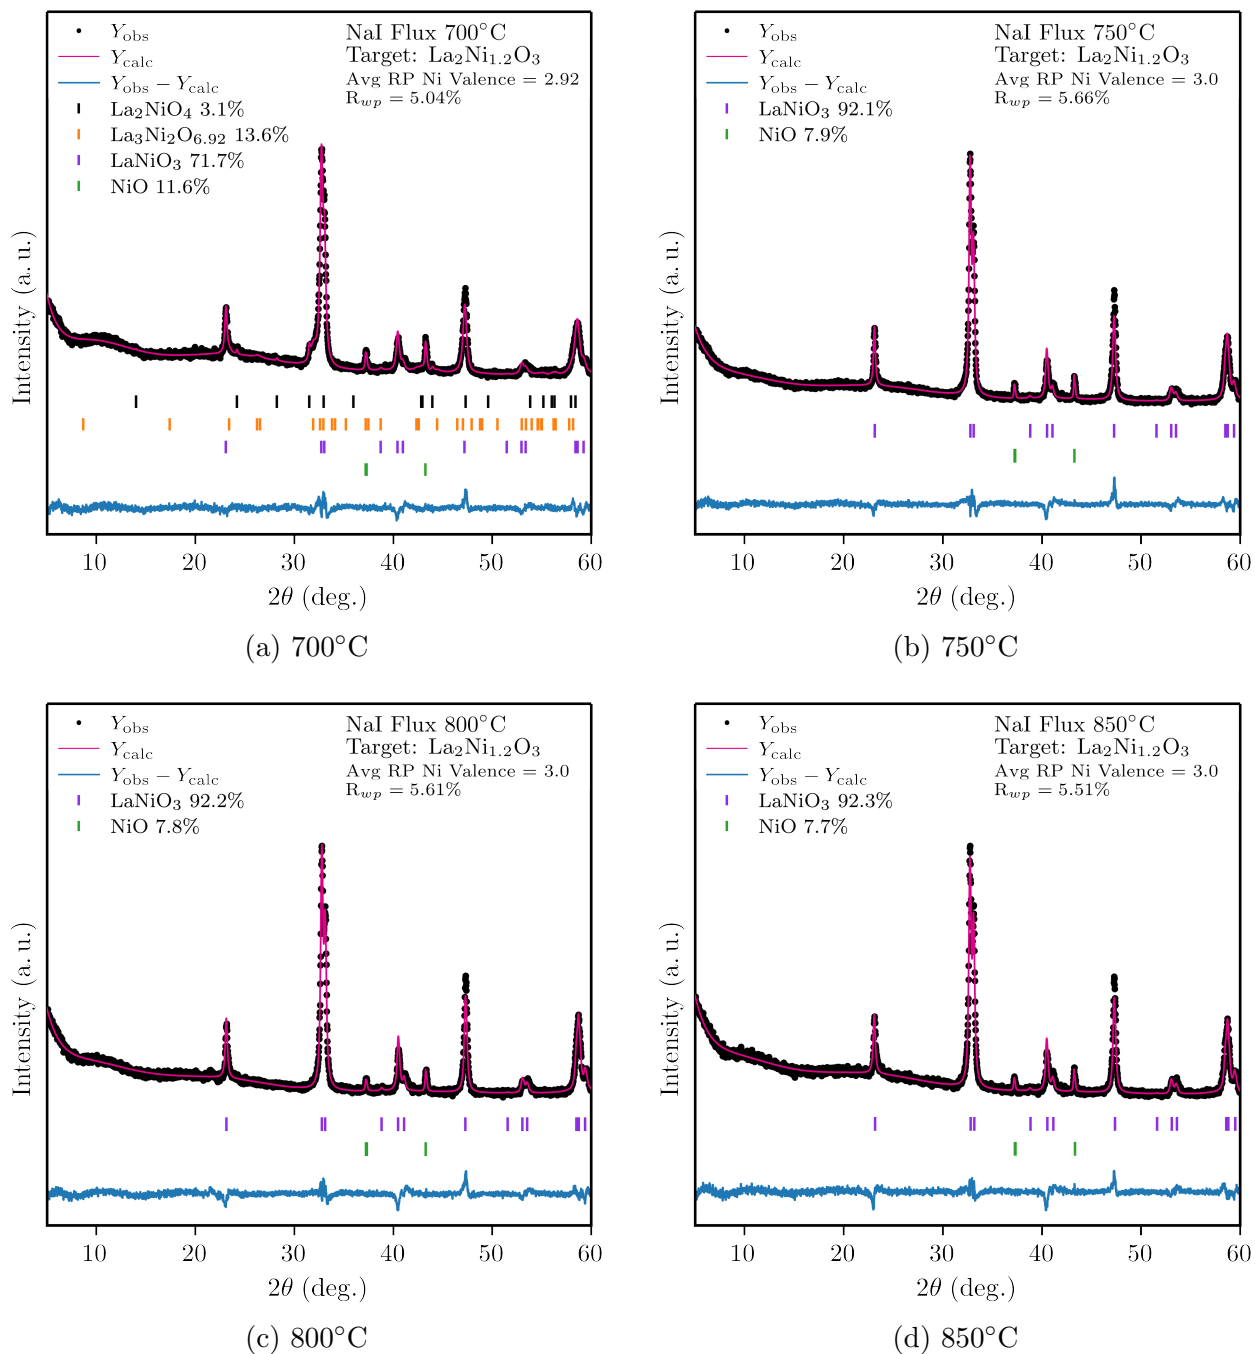 Y_obs
Y_calc
Y_obs − Y_calc
La₂NiO₄ 3.1%
La₃Ni₂O₆.₉₂ 13.6%
LaNiO₃ 71.7%
NiO 11.6%
NaI Flux 700°C
Target: La₂Ni₁.₂O₃
Avg RP Ni Valence = 2.92
R_wp = 5.04%
Intensity (a. u.)
10 20 30 40 50 60
2θ (deg.)
(a) 700°C
Y_obs
Y_calc
Y_obs − Y_calc
LaNiO₃ 92.1%
NiO 7.9%
NaI Flux 750°C
Target: La₂Ni₁.₂O₃
Avg RP Ni Valence = 3.0
R_wp = 5.66%
Intensity (a. u.)
10 20 30 40 50 60
2θ (deg.)
(b) 750°C
Y_obs
Y_calc
Y_obs − Y_calc
LaNiO₃ 92.2%
NiO 7.8%
NaI Flux 800°C
Target: La₂Ni₁.₂O₃
Avg RP Ni Valence = 3.0
R_wp = 5.61%
Intensity (a. u.)
10 20 30 40 50 60
2θ (deg.)
(c) 800°C
Y_obs
Y_calc
Y_obs − Y_calc
LaNiO₃ 92.3%
NiO 7.7%
NaI Flux 850°C
Target: La₂Ni₁.₂O₃
Avg RP Ni Valence = 3.0
R_wp = 5.51%
Intensity (a. u.)
10 20 30 40 50 60
2θ (deg.)
(d) 850°C